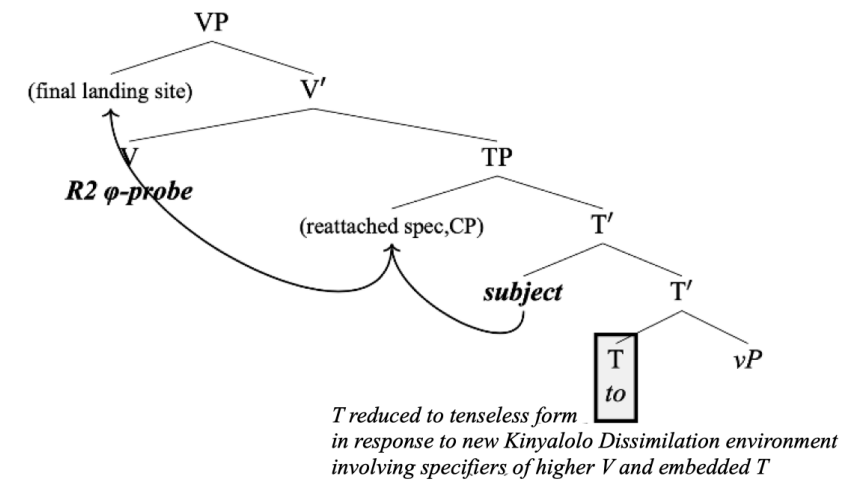 VP
(final landing site)
V′
V
TP
R2 φ-probe
(reattached spec,CP)
T′
subject
T′
T
vP
to
T reduced to tenseless form
in response to new Kinyalolo Dissimilation environment
involving specifiers of higher V and embedded T